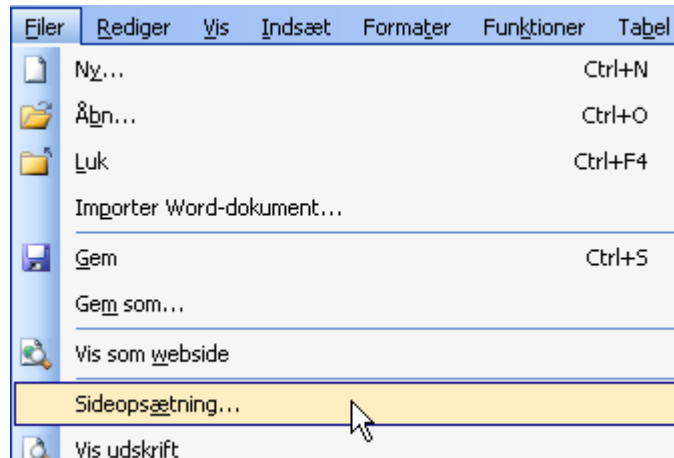 Filer Rediger Vis Indsæt Formater Funktioner Tabel
Ny... Ctrl+N
Åbn... Ctrl+O
Luk Ctrl+F4
Importer Word-dokument...
Gem Ctrl+S
Gem som...
Vis som webside
Sideopsætning...
Vis udskrift